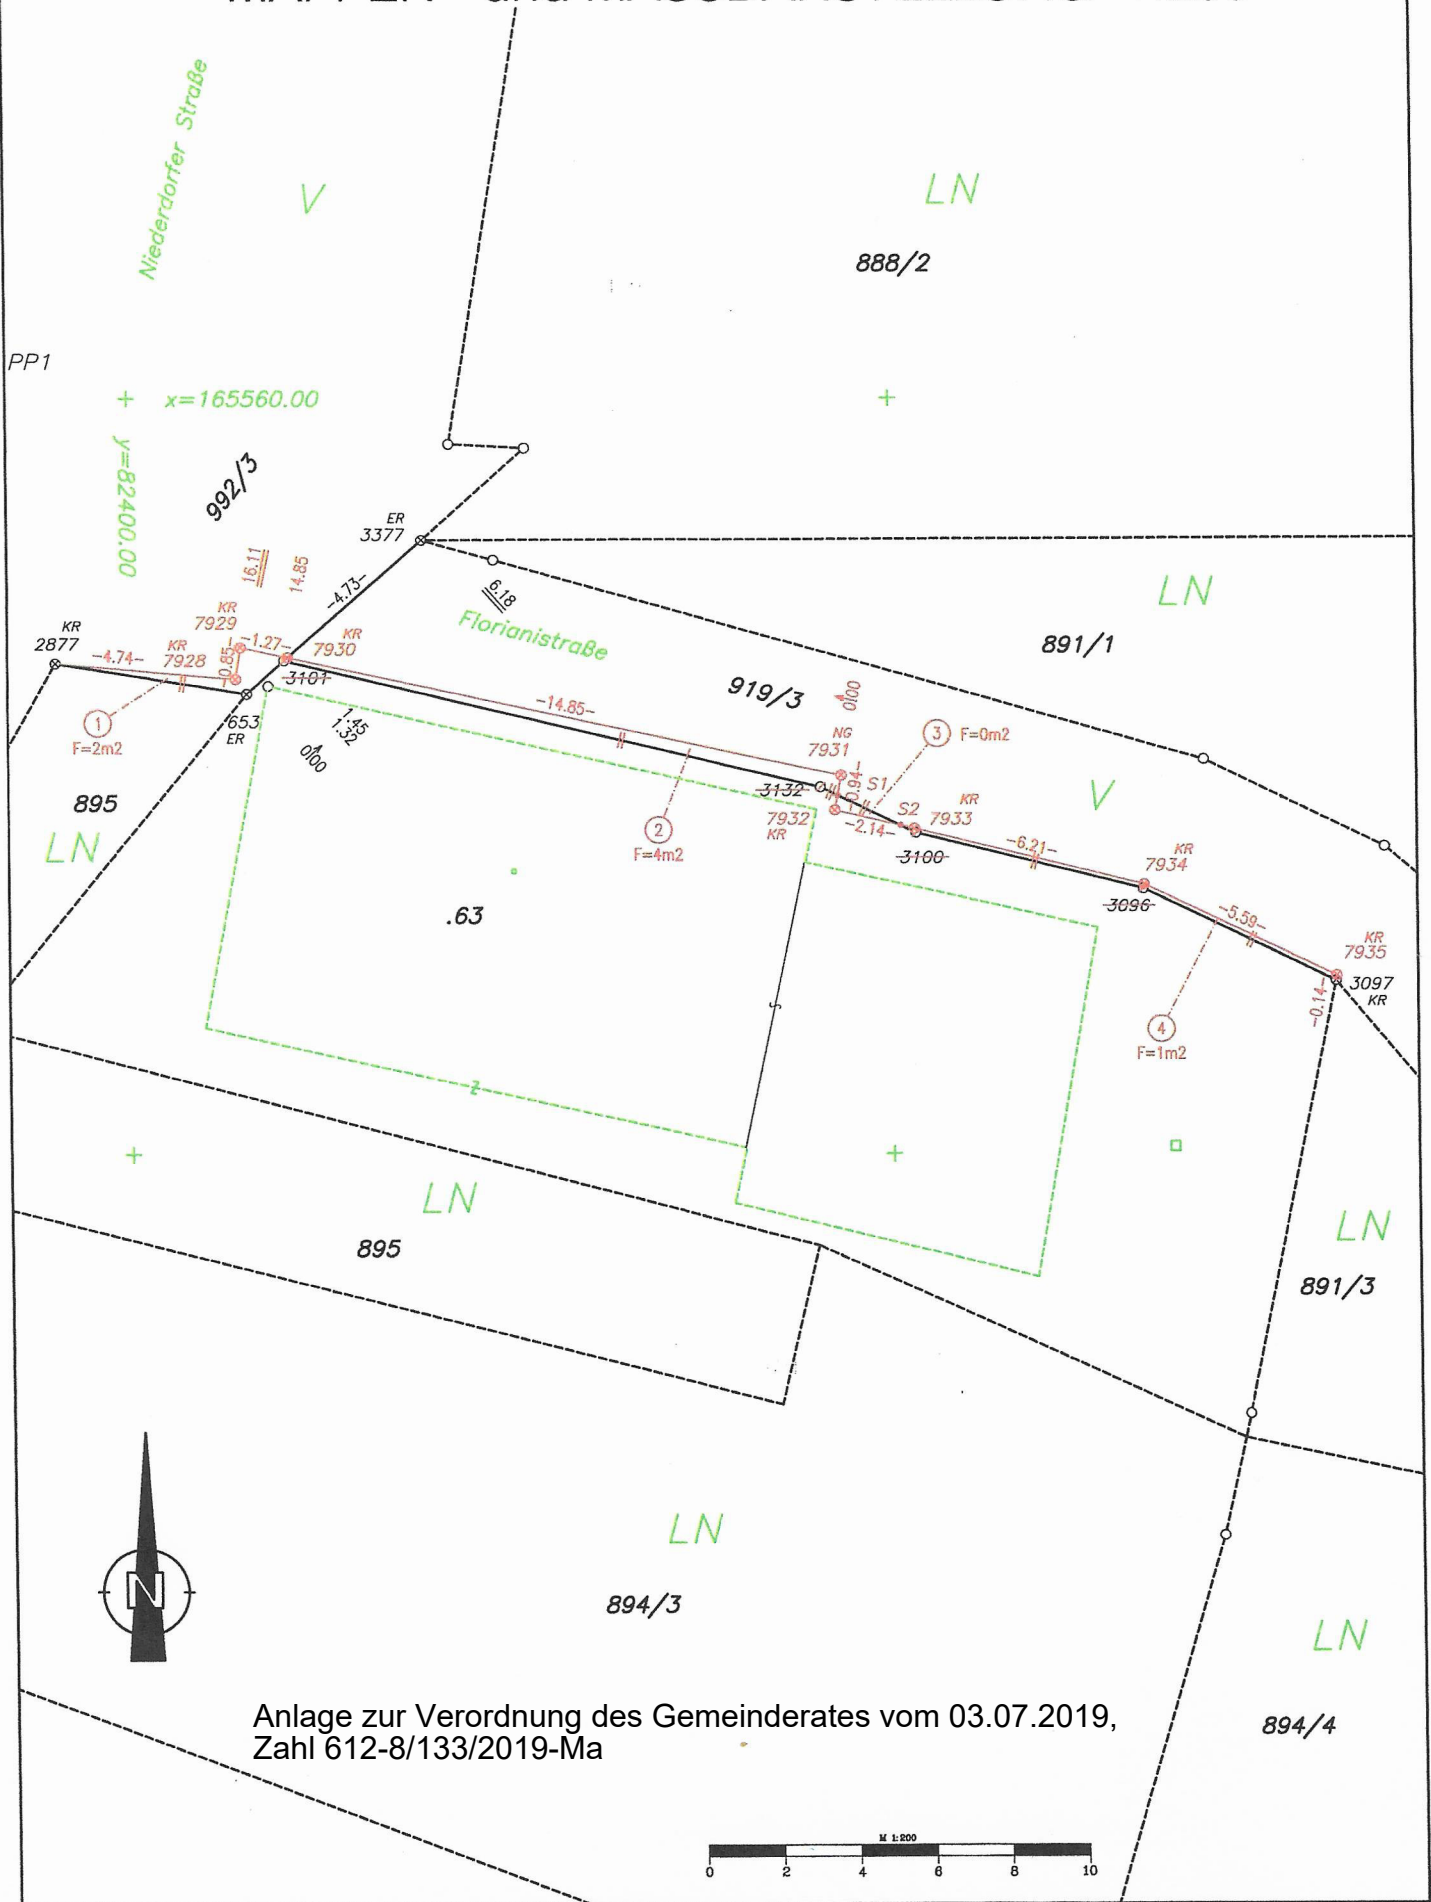 Niederdorfer Straße
V
LN
888/2
PP1
x=165560.00
y=82400.00
992/3
ER
3377
16.11
14.85
-4.73-
6.18
Florianistraße
LN
891/1
KR
2877
-4.74-
KR
7928
KR
7929
-0.85-
-1.27-
KR
7930
3101
653
ER
1.45
1.32
0.00
1
F=2m2
-14.85-
919/3
0.00
NG
7931
3132
-0.94-
S1
3
F=0m2
7932
KR
-2.14-
S2
KR
7933
3100
V
-6.21-
KR
7934
3096
-5.59-
KR
7935
3097
KR
-0.14-
895
LN
2
F=4m2
.63
4
F=1m2
LN
895
LN
891/3
LN
894/3
N
LN
894/4
Anlage zur Verordnung des Gemeinderates vom 03.07.2019,
Zahl 612-8/133/2019-Ma
M 1:200
0 2 4 6 8 10